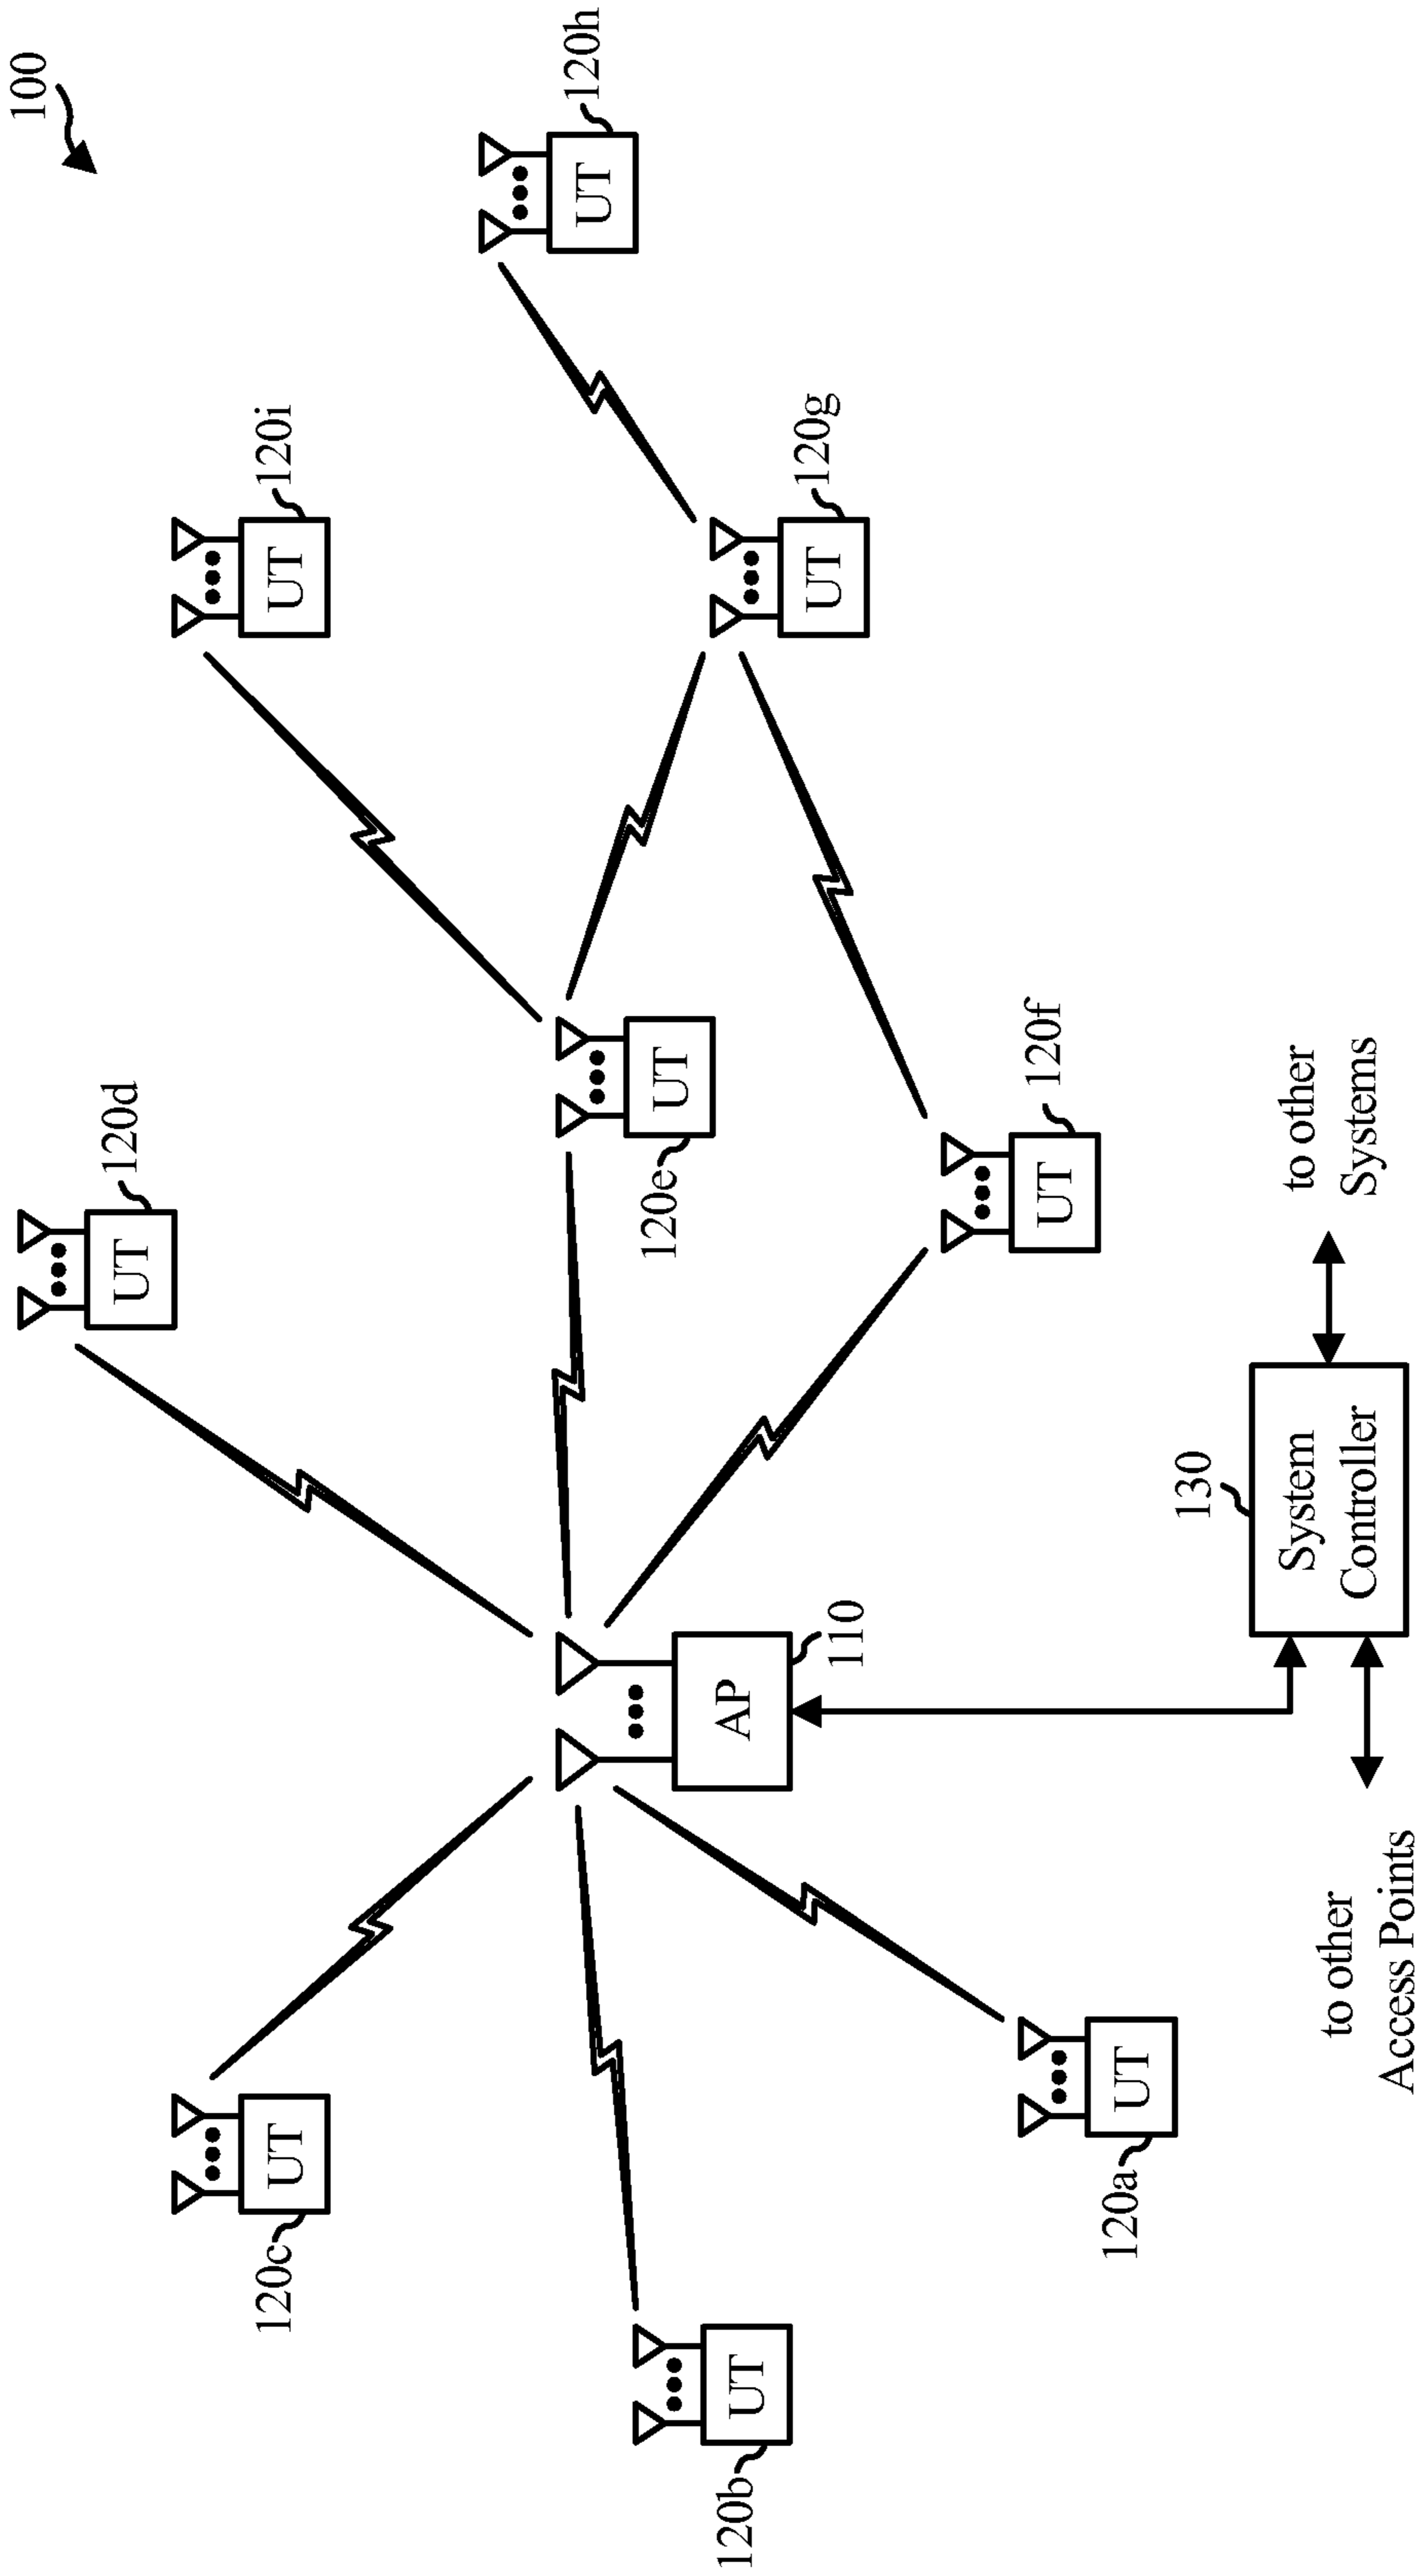 100
120d
UT
120i
UT
120h
UT
120c
UT
120e
UT
120g
UT
120b
UT
AP
110
120f
UT
120a
UT
130
System
Controller
to other
Systems
to other
Access Points